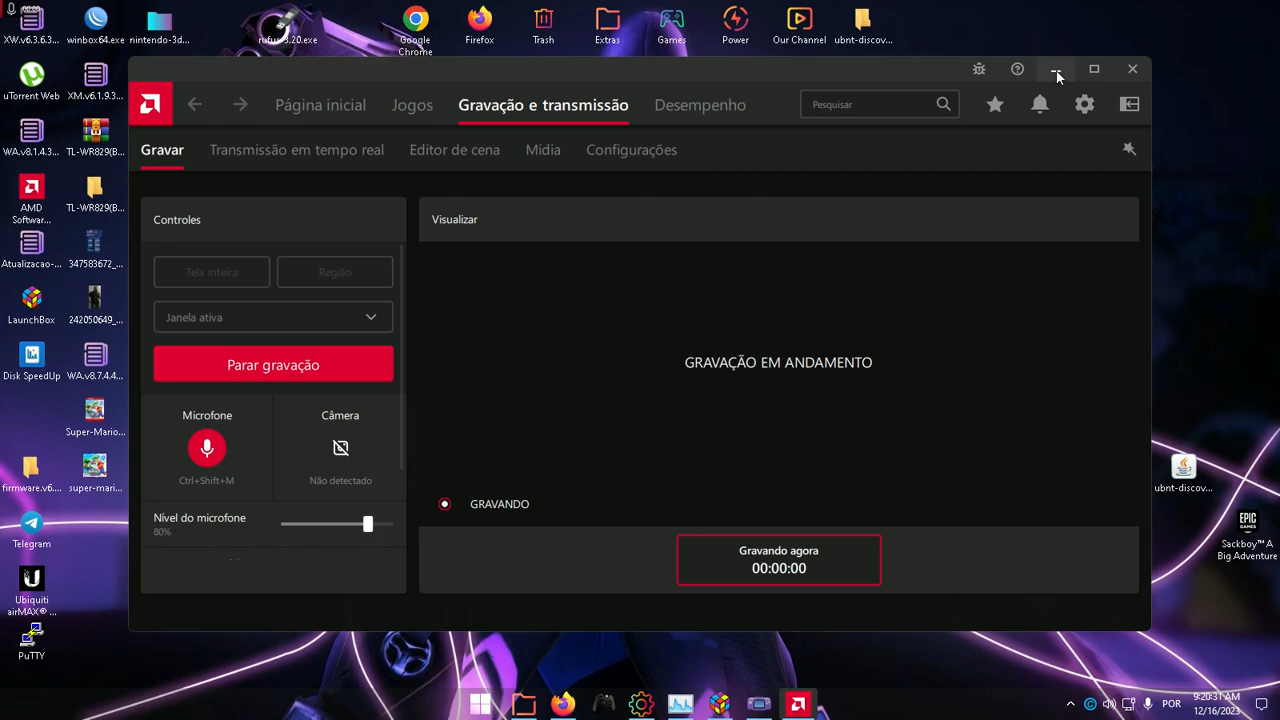 XW.v6.3.6.3...
winbox64.exe
nintendo-3d...
rufus-3.20.exe
Google
Chrome
Firefox
Trash
Extras
Games
Power
Our Channel
ubnt-discov...
uTorrent Web
XM.v6.1.9.3...
WA.v8.1.4.3...
TL-WR829(B...
AMD
Softwar...
TL-WR829(B...
Atualizacao-...
347583672_...
LaunchBox
242050649_...
Disk SpeedUp
WA.v8.7.4.4...
Super-Mario...
firmware.v6...
super-mario...
Telegram
Ubiquiti
airMAX® ...
PuTTY
Página inicial
Jogos
Gravação e transmissão
Desempenho
Pesquisar
Gravar
Transmissão em tempo real
Editor de cena
Midia
Configurações
Controles
Tela inteira
Região
Janela ativa
Parar gravação
Microfone
Ctrl+Shift+M
Câmera
Não detectado
Nível do microfone
80%
Visualizar
GRAVAÇÃO EM ANDAMENTO
GRAVANDO
Gravando agora
00:00:00
ubnt-discov...
EPIC
GAMES
Sackboy™ A
Big Adventure
POR
9:20:31 AM
12/16/2023